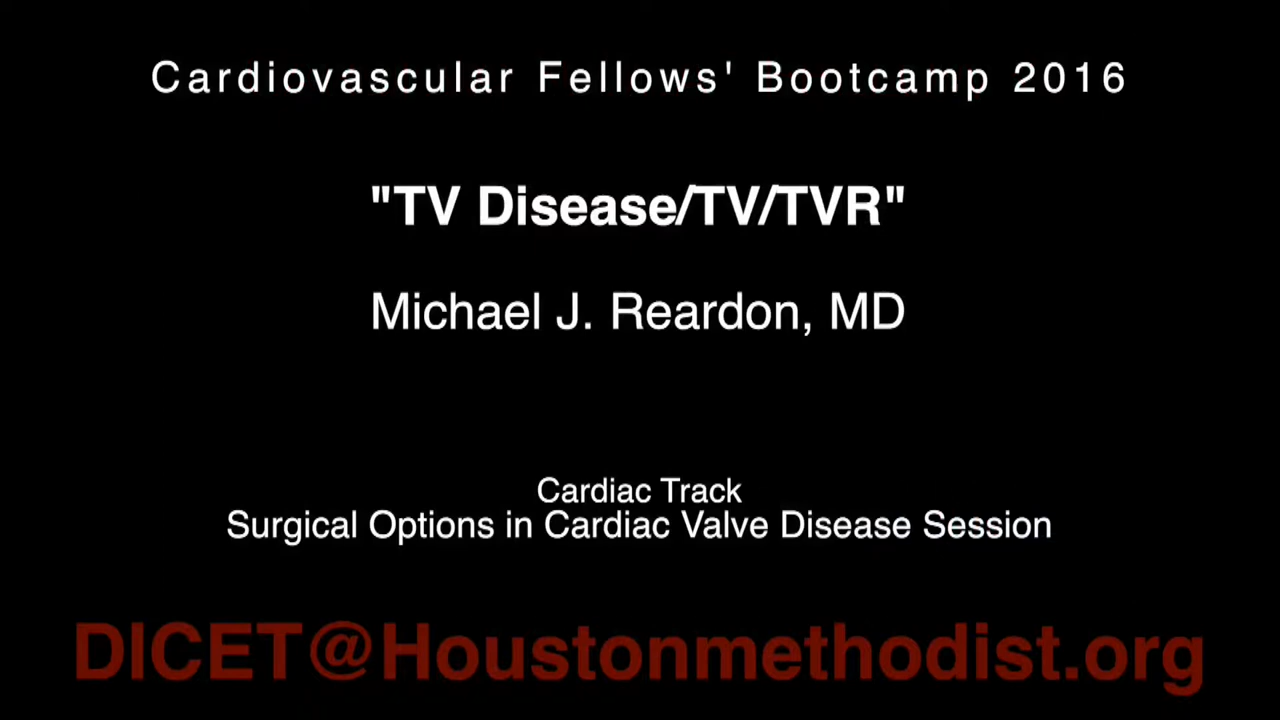 Cardiovascular Fellows' Bootcamp 2016
"TV Disease/TV/TVR"
Michael J. Reardon, MD
Cardiac Track
Surgical Options in Cardiac Valve Disease Session
DICET@Houstonmethodist.org